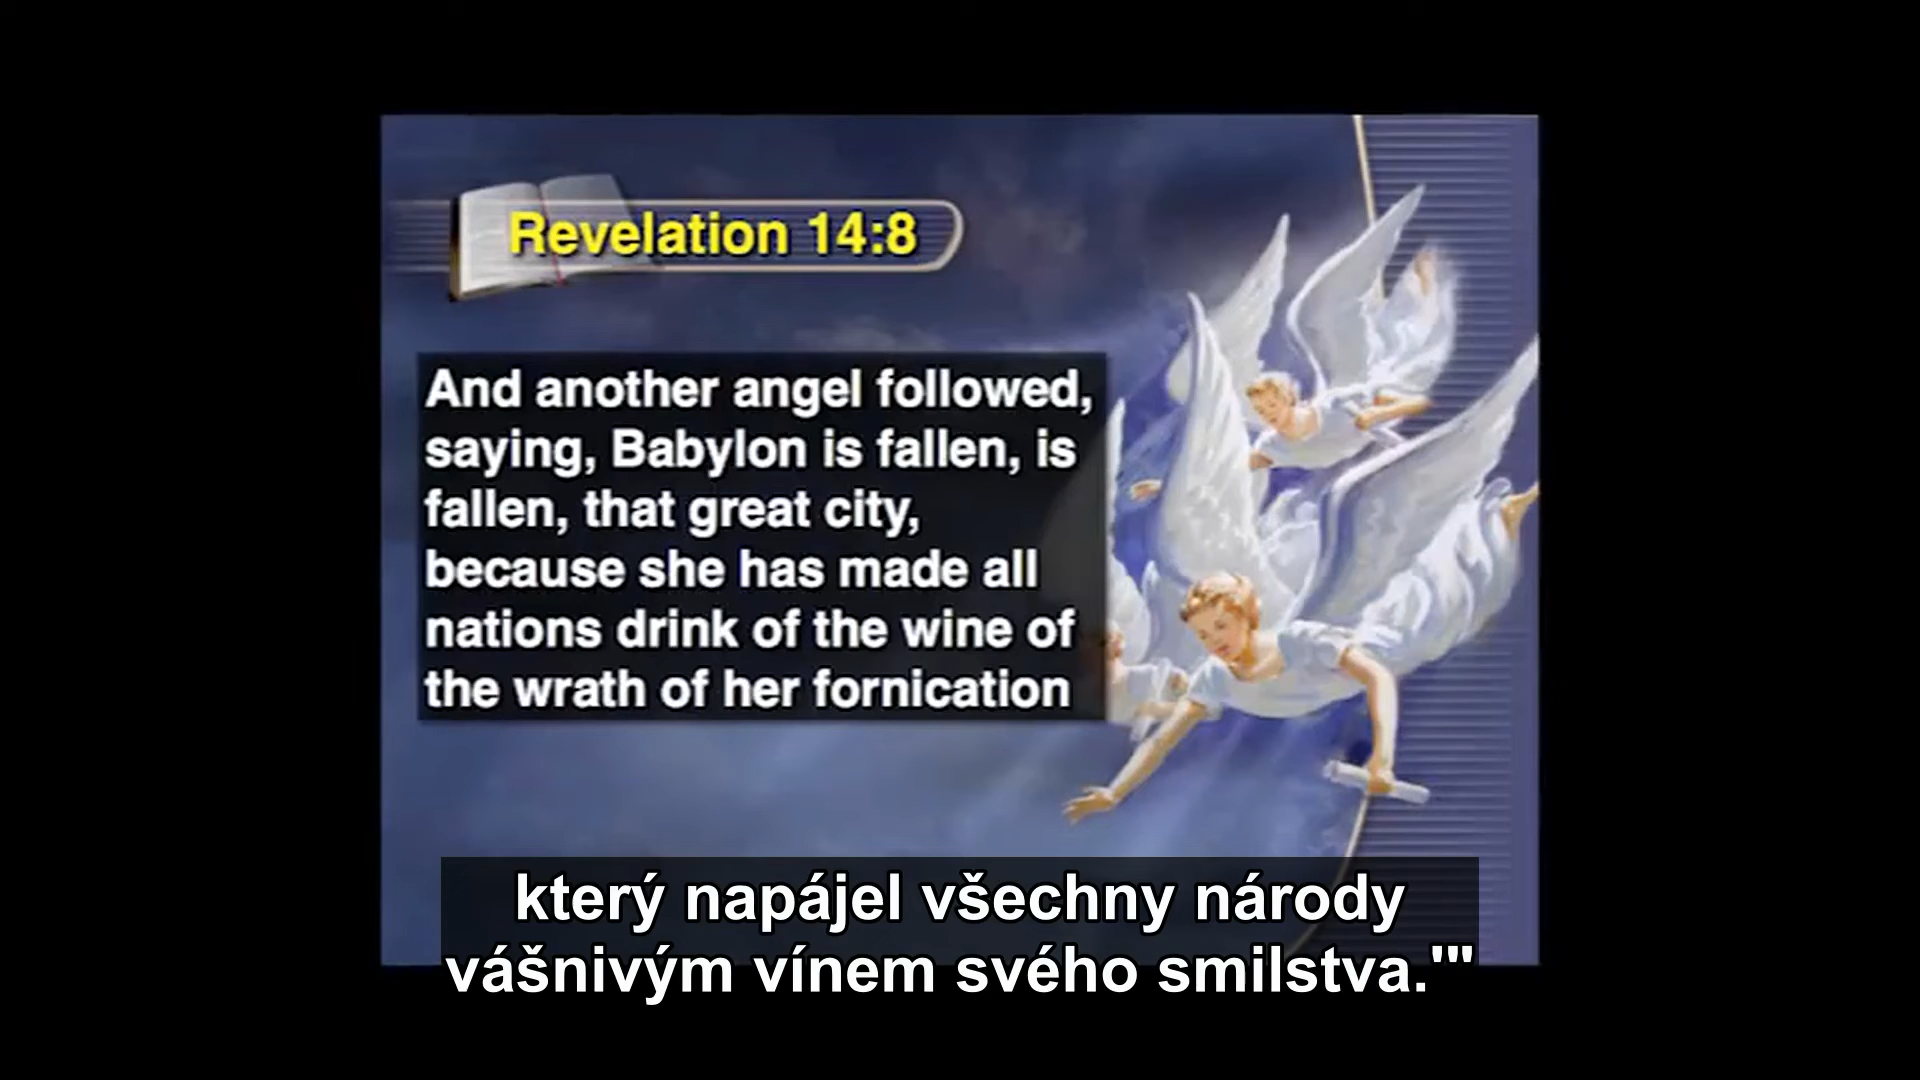 Revelation 14:8
And another angel followed,
saying, Babylon is fallen, is
fallen, that great city,
because she has made all
nations drink of the wine of
the wrath of her fornication
který napájel všechny národy
vášnivým vínem svého smilstva.'"